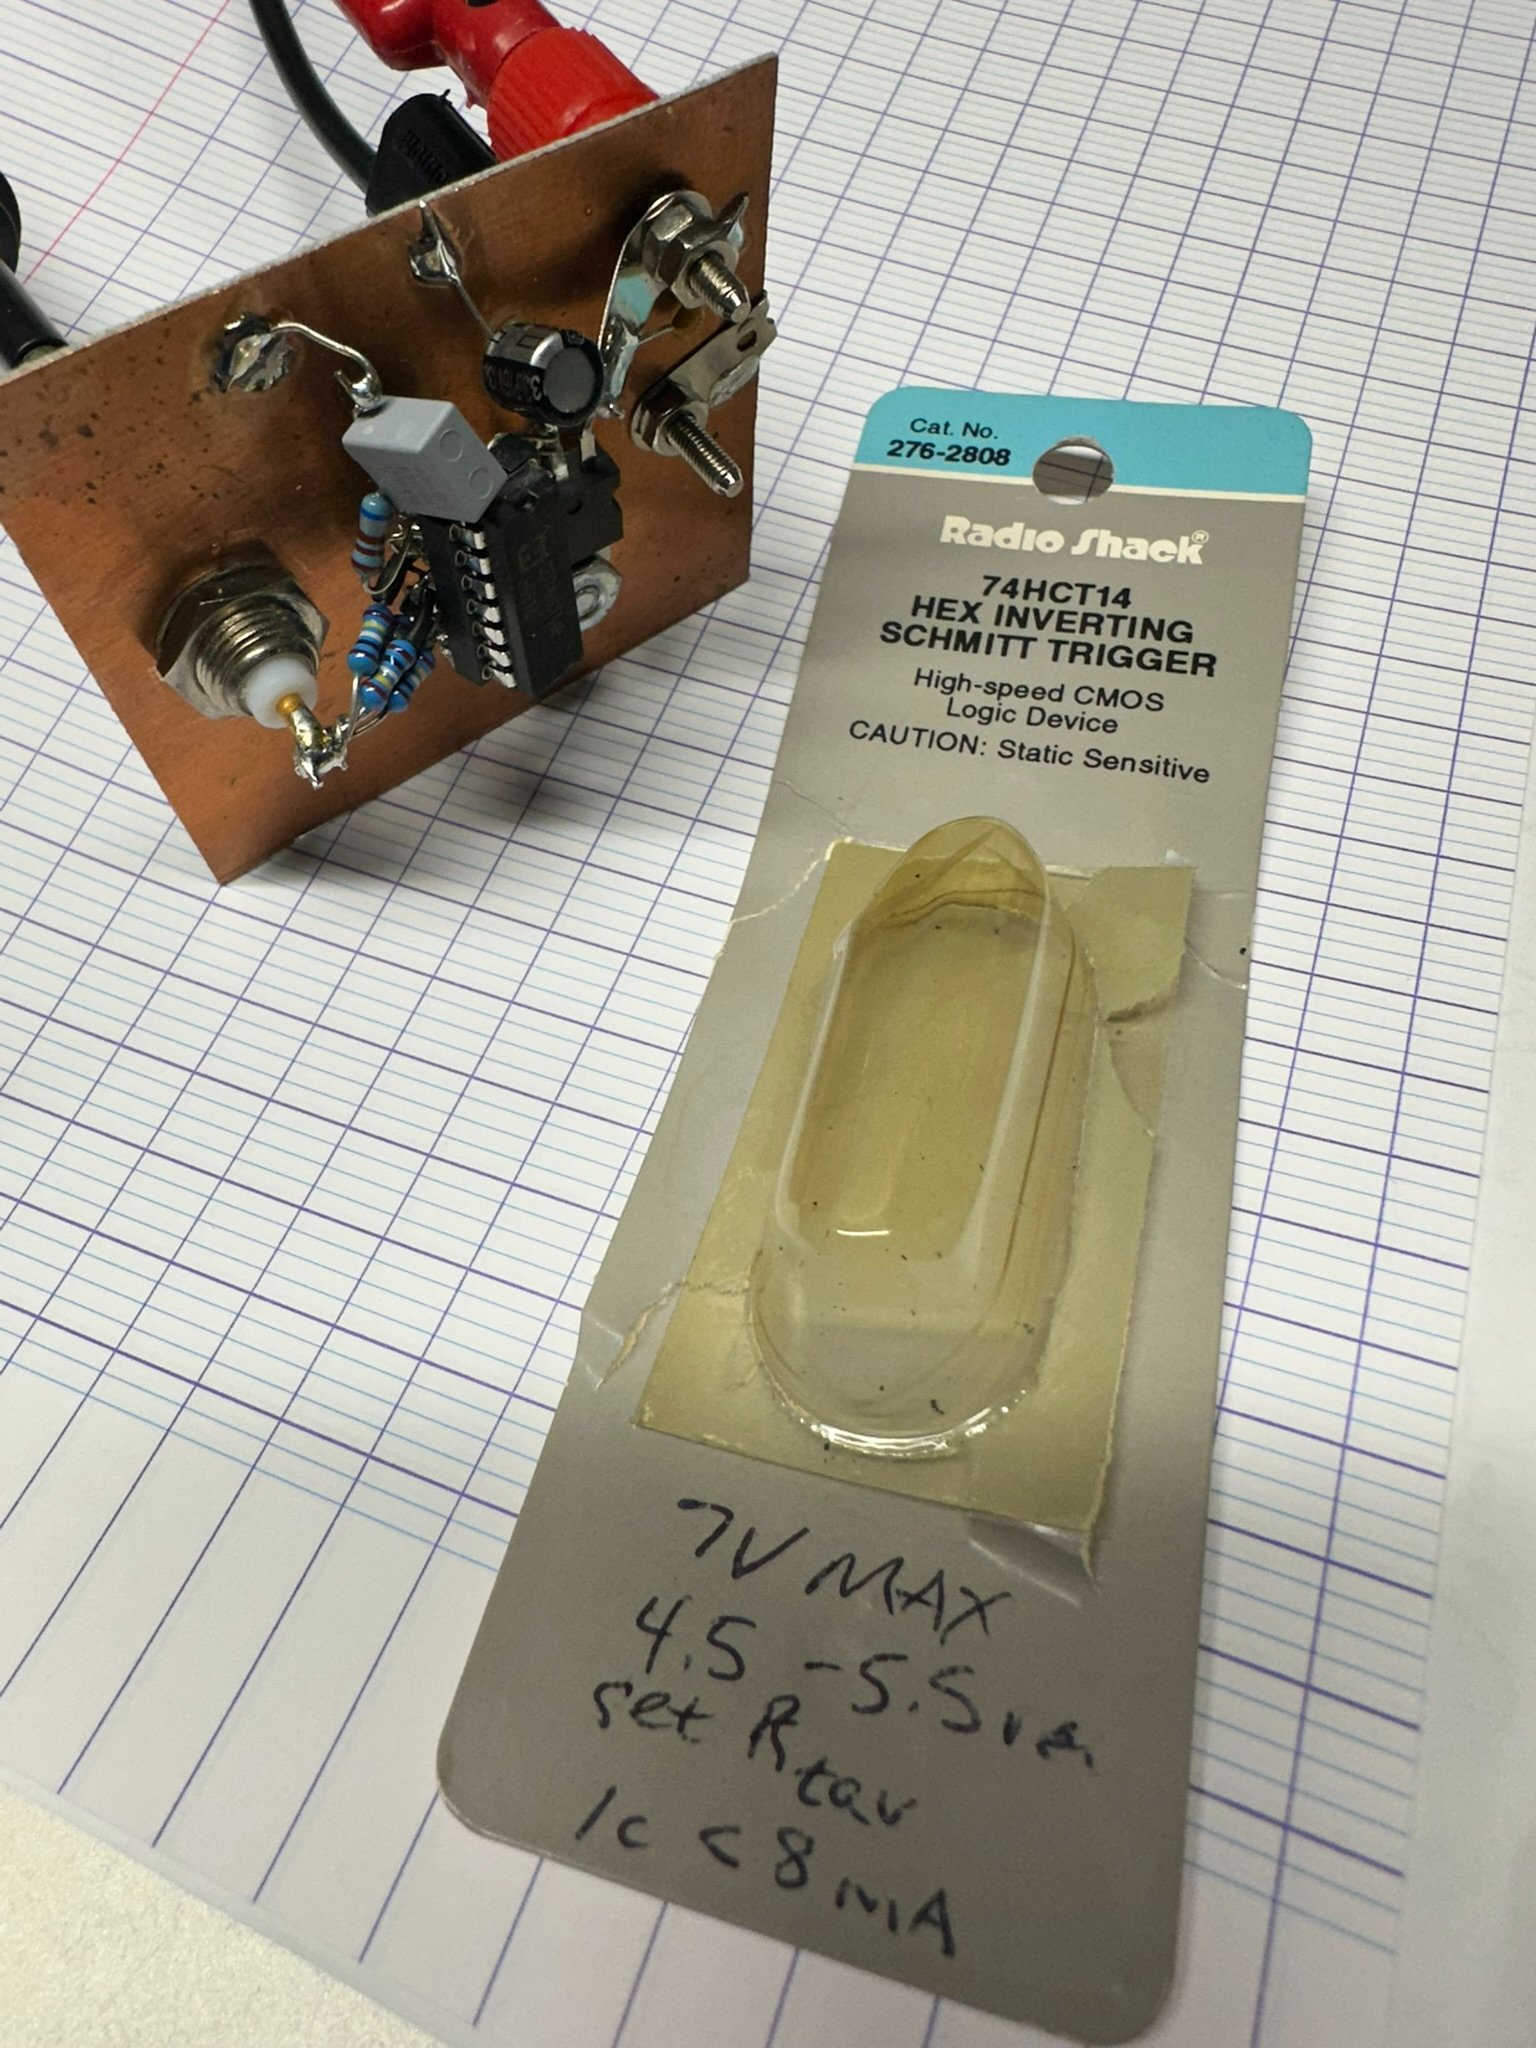 Cat. No.
276-2808
Radio Shack®
74HCT14
HEX INVERTING
SCHMITT TRIGGER
High-speed CMOS
Logic Device
CAUTION: Static Sensitive
7V MAX
4.5 - 5.5
set R
Ic < 8 mA